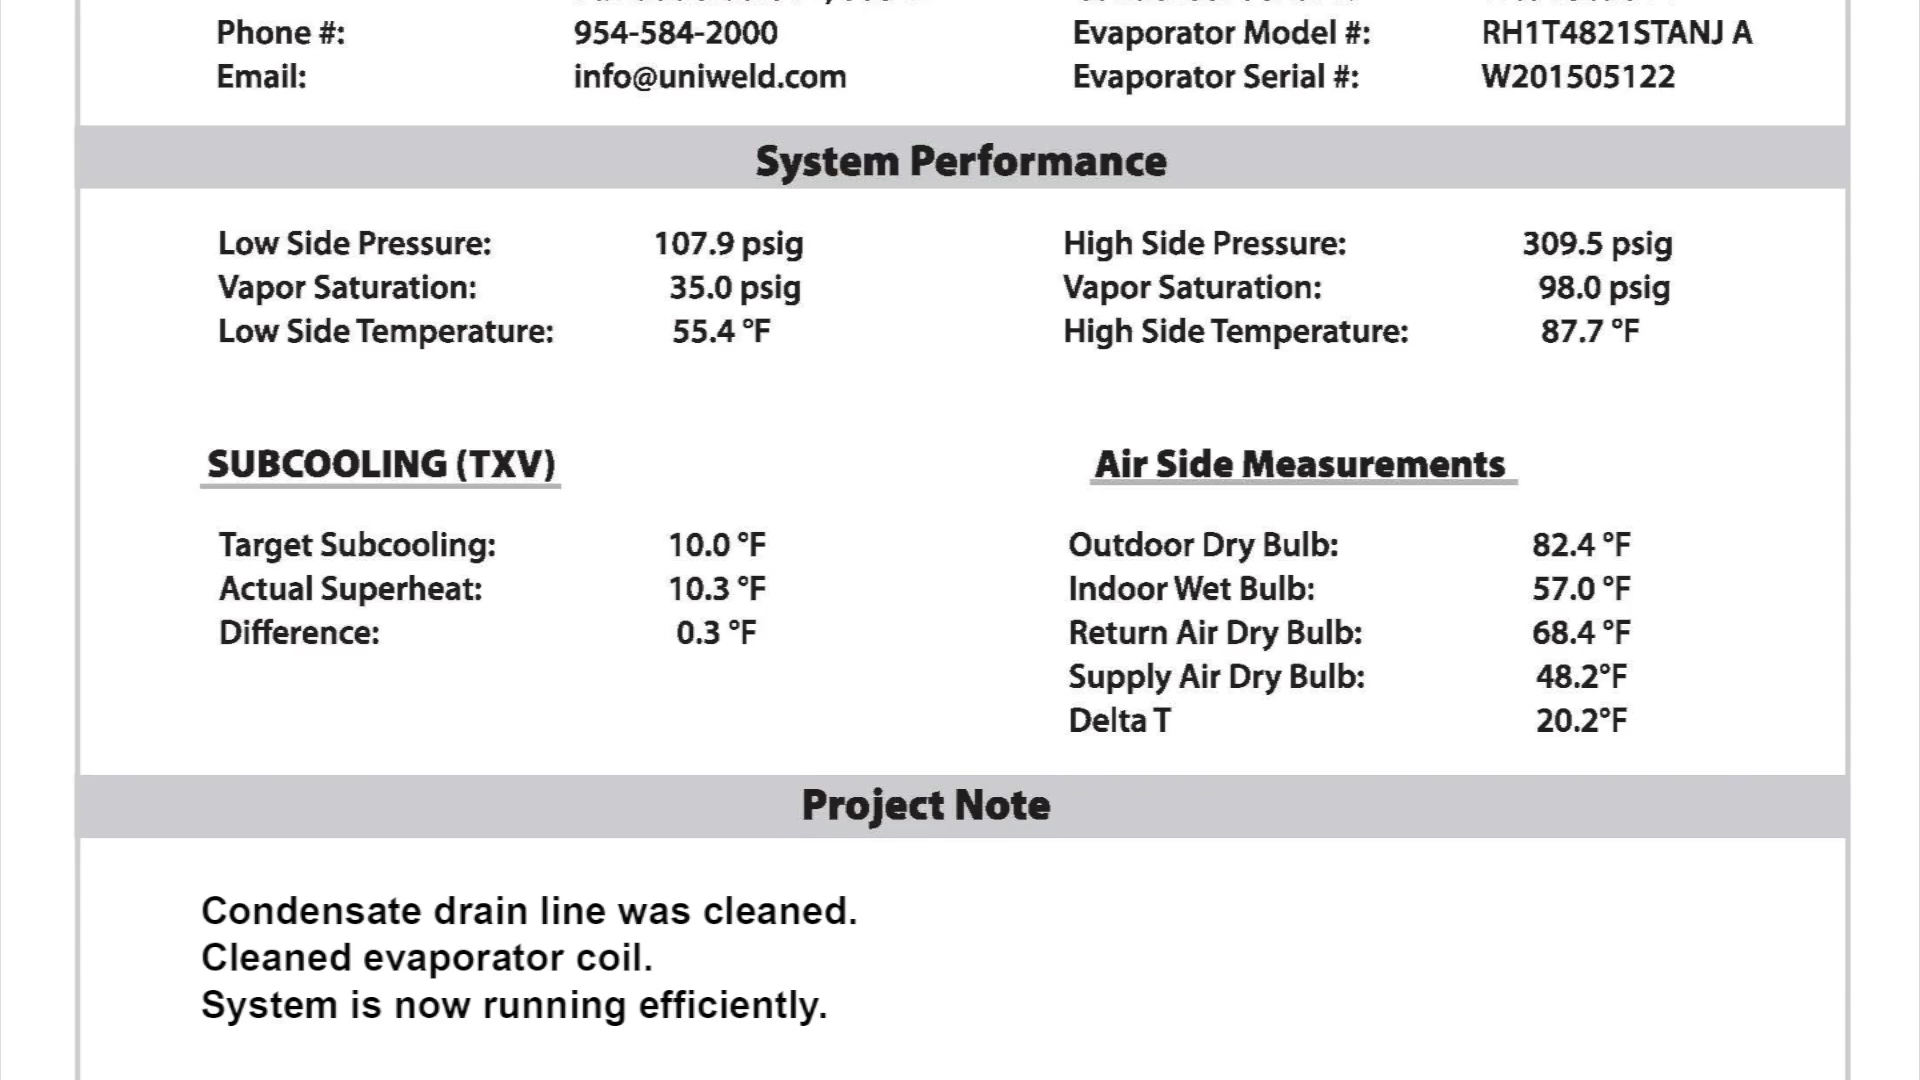 Phone #: 954-584-2000 Evaporator Model #: RH1T4821STANJ A
Email: info@uniweld.com Evaporator Serial #: W201505122
System Performance
Low Side Pressure: 107.9 psig High Side Pressure: 309.5 psig
Vapor Saturation: 35.0 psig Vapor Saturation: 98.0 psig
Low Side Temperature: 55.4 °F High Side Temperature: 87.7 °F
SUBCOOLING (TXV) Air Side Measurements
Target Subcooling: 10.0 °F Outdoor Dry Bulb: 82.4 °F
Actual Superheat: 10.3 °F Indoor Wet Bulb: 57.0 °F
Difference: 0.3 °F Return Air Dry Bulb: 68.4 °F
Supply Air Dry Bulb: 48.2°F
Delta T 20.2°F
Project Note
Condensate drain line was cleaned.
Cleaned evaporator coil.
System is now running efficiently.